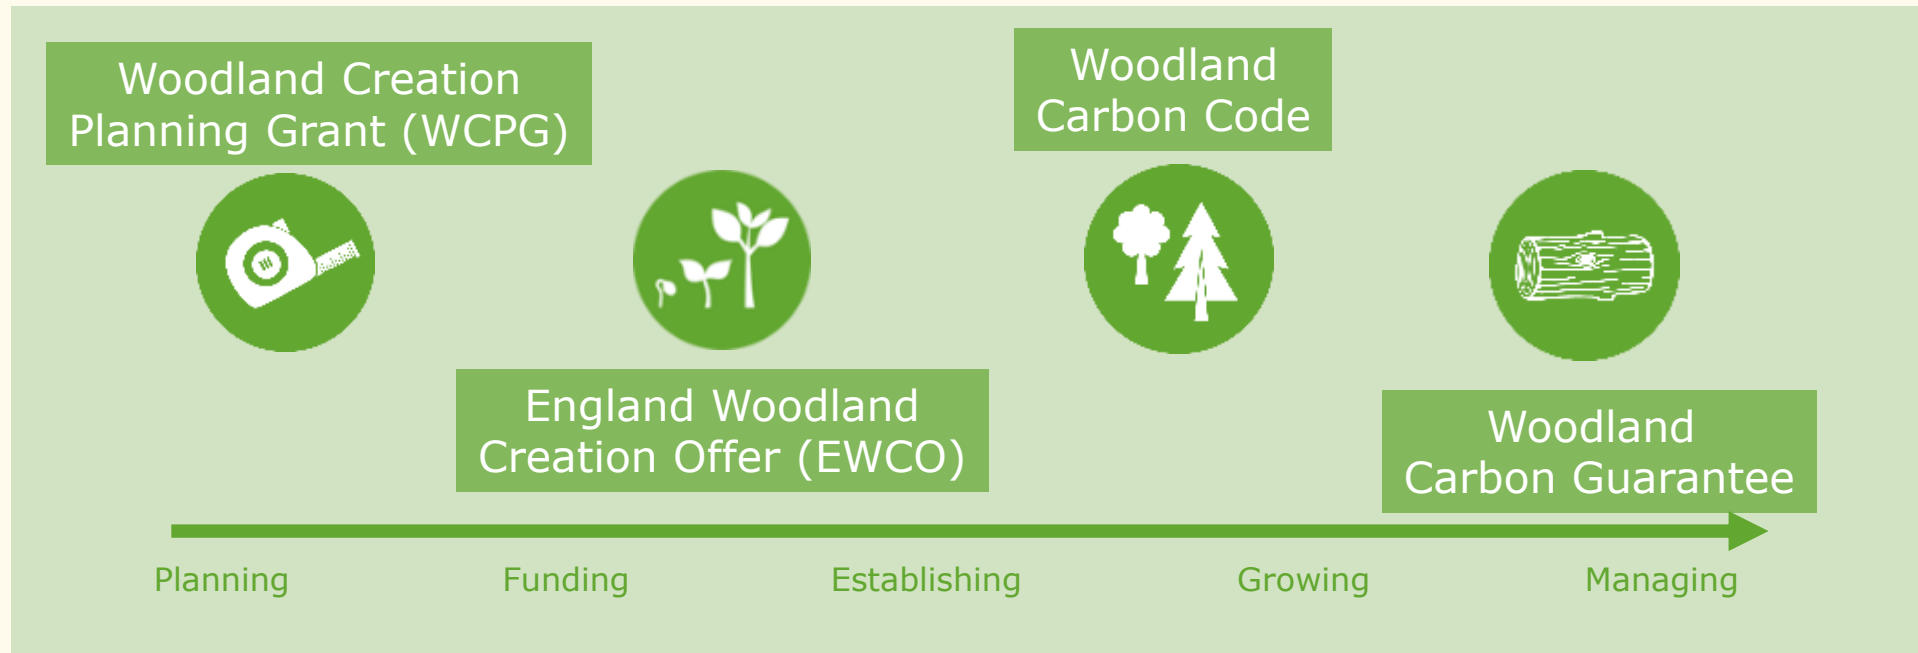 Woodland Creation
Planning Grant (WCPG)
Woodland
Carbon Code
England Woodland
Creation Offer (EWCO)
Woodland
Carbon Guarantee
Planning
Funding
Establishing
Growing
Managing